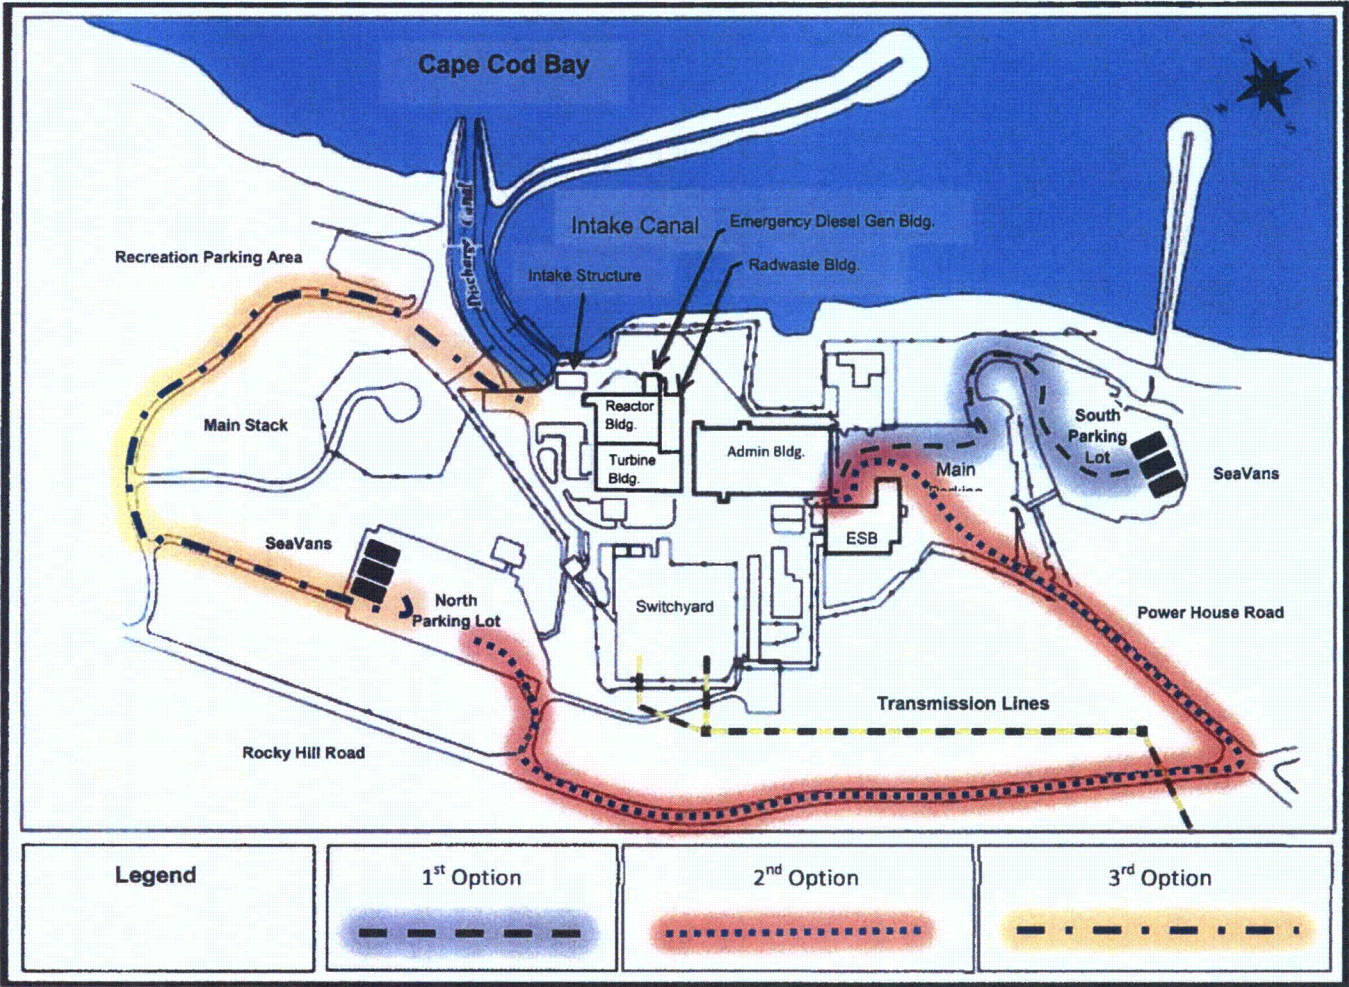 Cape Cod Bay
Discharge Canal
Intake Canal
Emergency Diesel Gen Bldg.
Radwaste Bldg.
Intake Structure
Recreation Parking Area
Main Stack
Reactor
Bldg.
Turbine
Bldg.
Admin Bldg.
South
Parking
Lot
SeaVans
Main
Parking
ESB
SeaVans
North
Parking Lot
Switchyard
Power House Road
Transmission Lines
Rocky Hill Road
Legend
1st Option
2nd Option
3rd Option